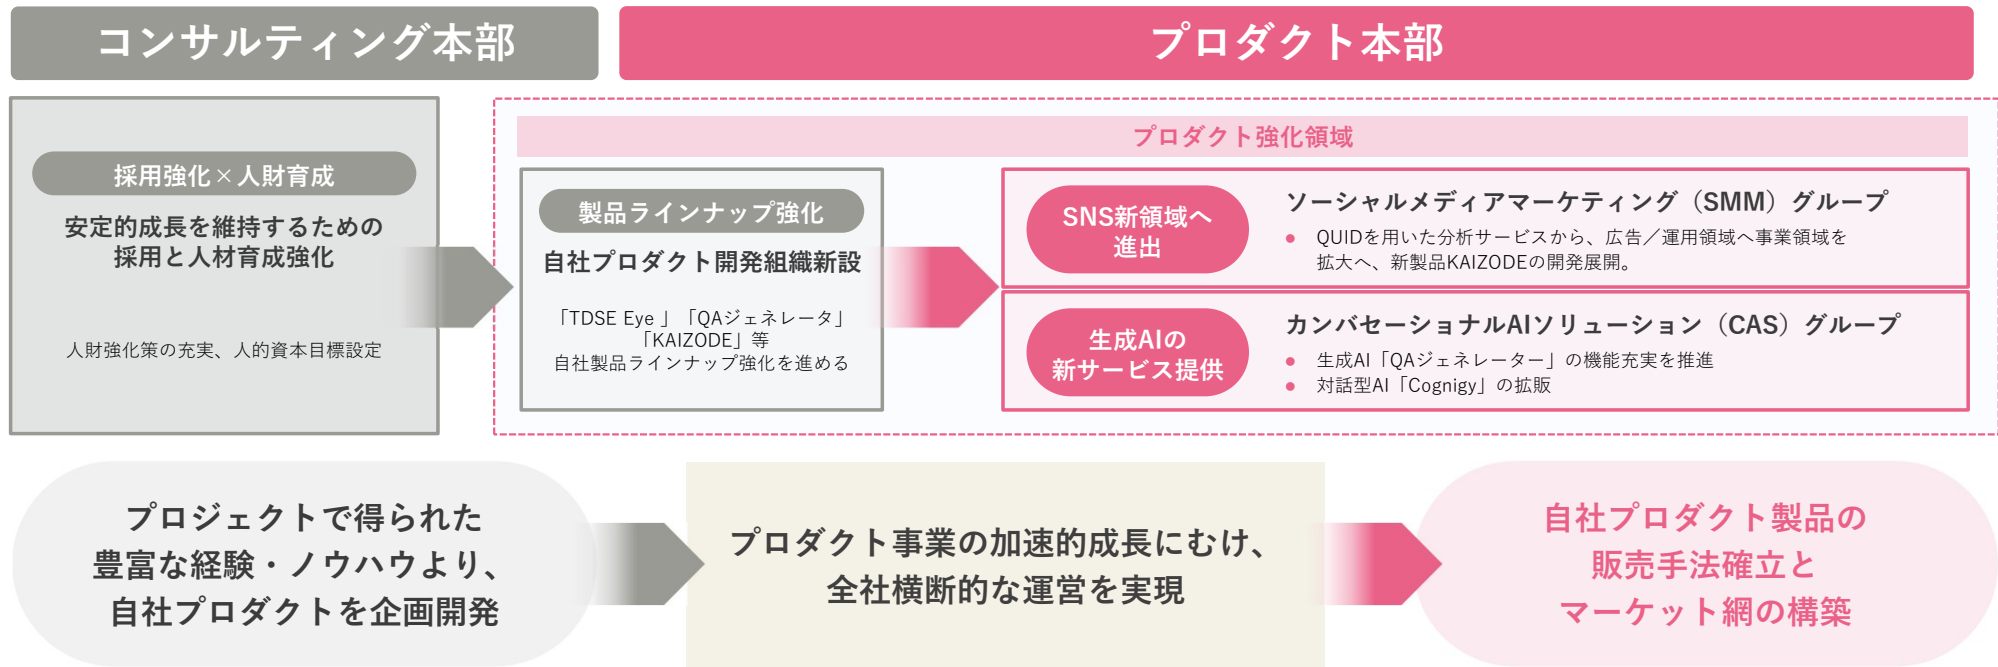 コンサルティング本部
プロダクト本部
採用強化×人財育成
安定的成長を維持するための
採用と人材育成強化
人財強化策の充実、人的資本目標設定
プロダクト強化領域
製品ラインナップ強化
自社プロダクト開発組織新設
「TDSE Eye 」「QAジェネレータ」
「KAIZODE」等
自社製品ラインナップ強化を進める
SNS新領域へ
進出
ソーシャルメディアマーケティング（SMM）グループ
● QUIDを用いた分析サービスから、広告／運用領域へ事業領域を
拡大へ、新製品KAIZODEの開発展開。
生成AIの
新サービス提供
カンバセーショナルAIソリューション（CAS）グループ
● 生成AI「QAジェネレーター」の機能充実を推進
● 対話型AI「Cognigy」の拡販
プロジェクトで得られた
豊富な経験・ノウハウより、
自社プロダクトを企画開発
プロダクト事業の加速的成長にむけ、
全社横断的な運営を実現
自社プロダクト製品の
販売手法確立と
マーケット網の構築